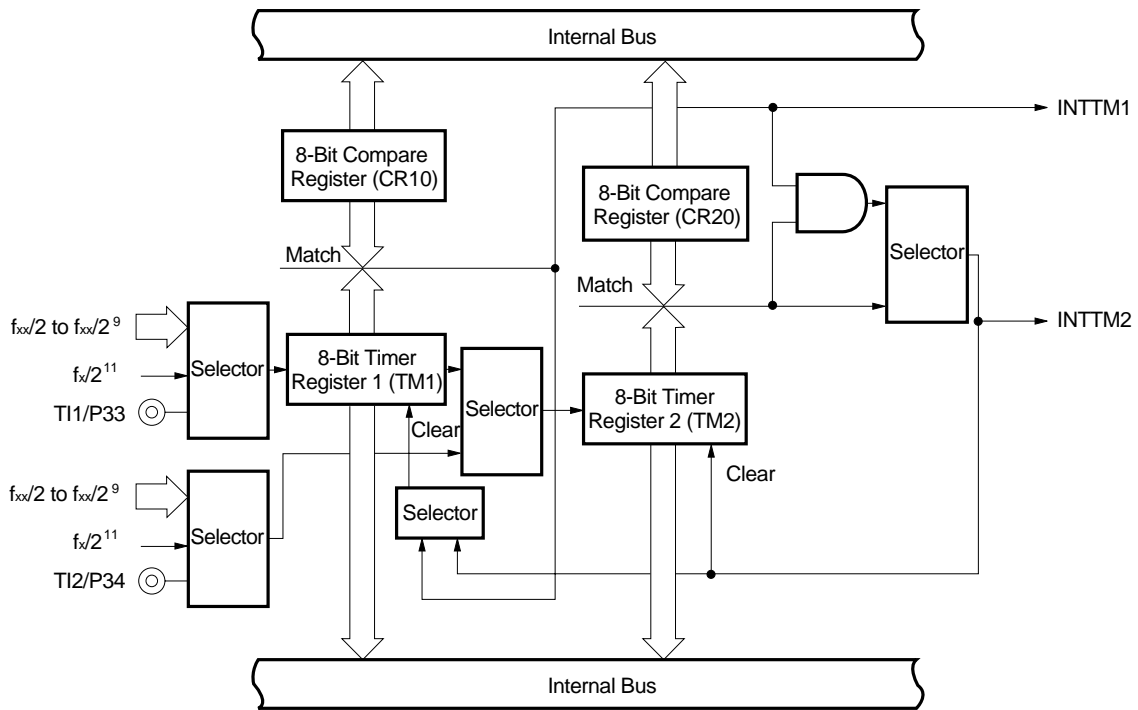 Internal Bus
INTTM1
8-Bit Compare
Register (CR10)
8-Bit Compare
Register (CR20)
Selector
Match
Match
fxx/2 to fxx/2⁹
fx/2¹¹
TI1/P33
Selector
8-Bit Timer
Register 1 (TM1)
Selector
8-Bit Timer
Register 2 (TM2)
INTTM2
Clear
Clear
fxx/2 to fxx/2⁹
fx/2¹¹
TI2/P34
Selector
Selector
Internal Bus